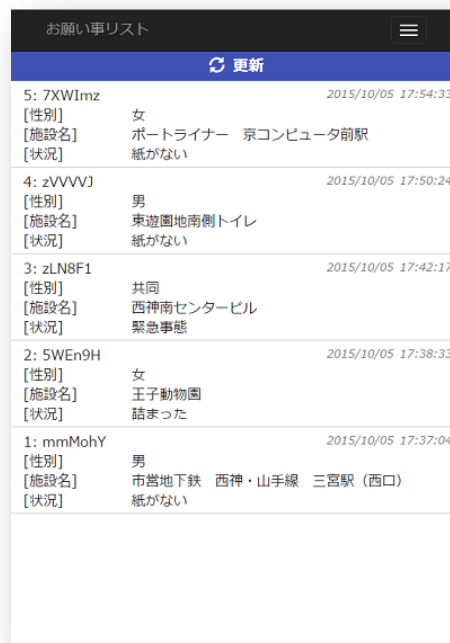 お願い事リスト
更新
5: 7XWImz 2015/10/05 17:54:33
[性別] 女
[施設名] ポートライナー 京コンピュータ前駅
[状況] 紙がない
4: zVVVVJ 2015/10/05 17:50:24
[性別] 男
[施設名] 東遊園地南側トイレ
[状況] 紙がない
3: zLN8F1 2015/10/05 17:42:17
[性別] 共同
[施設名] 西神南センタービル
[状況] 緊急事態
2: 5WEn9H 2015/10/05 17:38:33
[性別] 女
[施設名] 王子動物園
[状況] 詰まった
1: mmMohY 2015/10/05 17:37:04
[性別] 男
[施設名] 市営地下鉄 西神・山手線 三宮駅（西口）
[状況] 紙がない